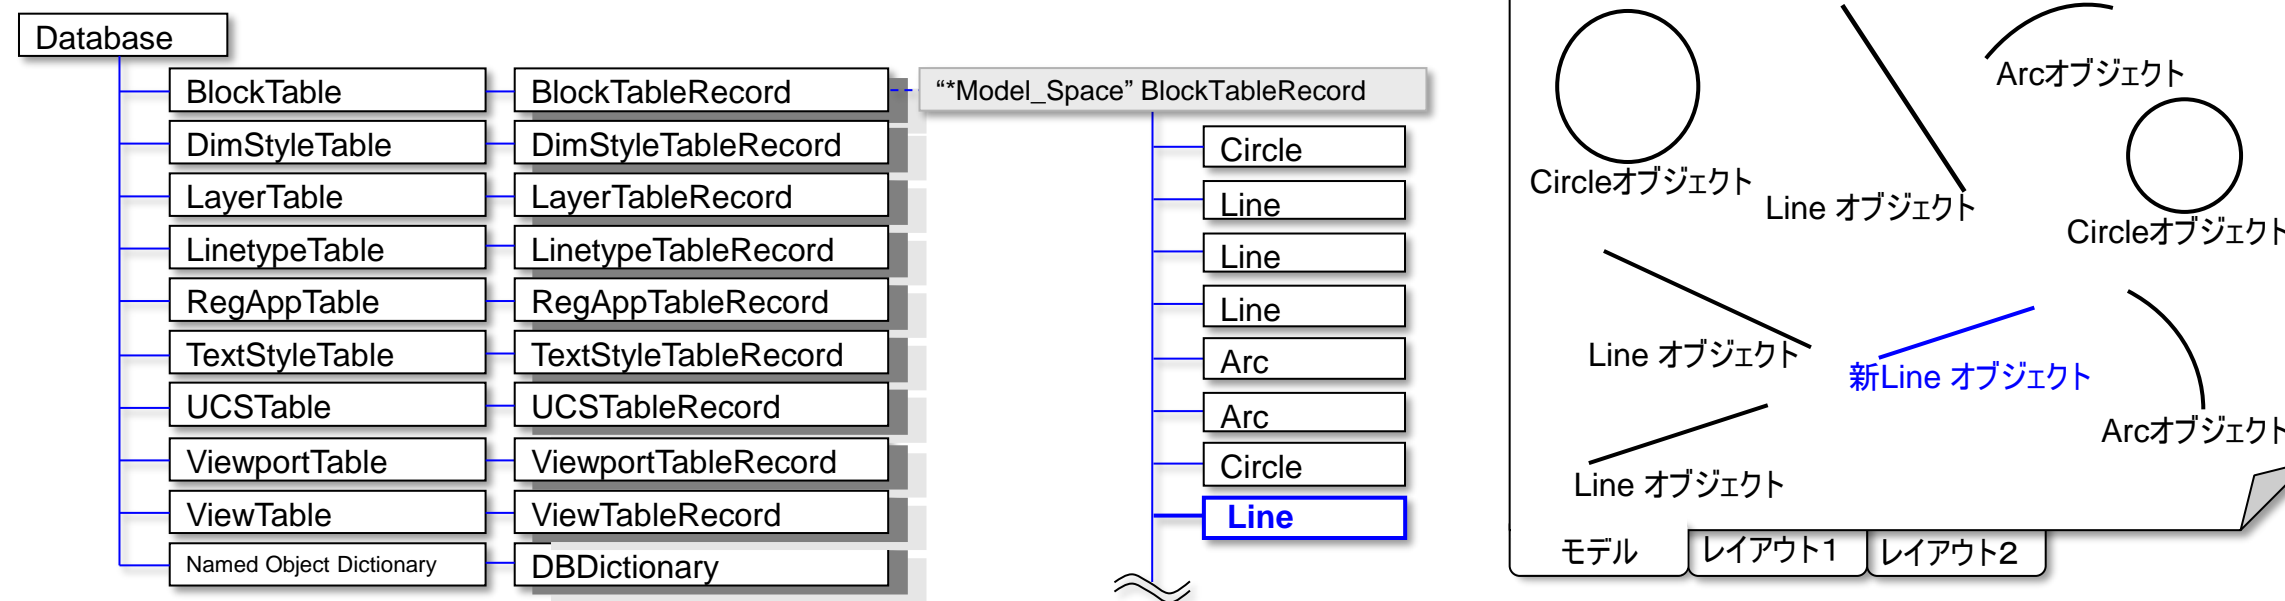 Database
BlockTable
BlockTableRecord
DimStyleTable
DimStyleTableRecord
LayerTable
LayerTableRecord
LinetypeTable
LinetypeTableRecord
RegAppTable
RegAppTableRecord
TextStyleTable
TextStyleTableRecord
UCSTable
UCSTableRecord
ViewportTable
ViewportTableRecord
ViewTable
ViewTableRecord
Named Object Dictionary
DBDictionary
“*Model_Space” BlockTableRecord
Circle
Line
Line
Line
Arc
Arc
Circle
Line
Arcオブジェクト
Circleオブジェクト
Line オブジェクト
Circleオブジェクト
Line オブジェクト
新Line オブジェクト
Arcオブジェクト
Line オブジェクト
モデル
レイアウト1
レイアウト2